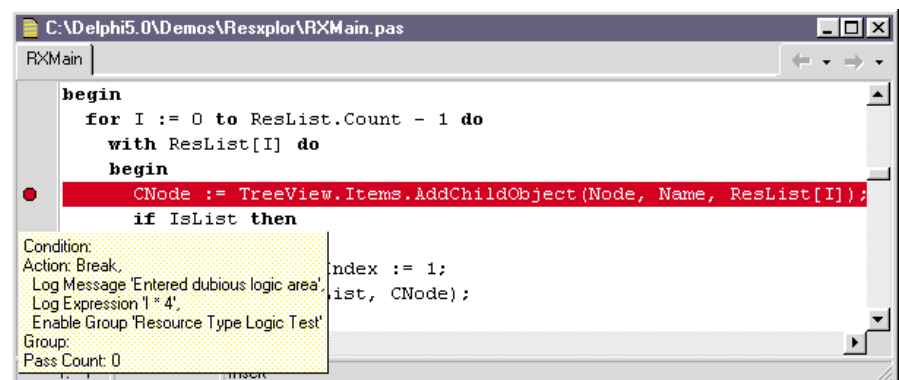 C:\Delphi5.0\Demos\Resxplor\RXMain.pas
RXMain
begin
for I := 0 to ResList.Count - 1 do
with ResList[I] do
begin
CNode := TreeView.Items.AddChildObject(Node, Name, ResList[I]);
if IsList then
Condition:
Action: Break,
Log Message 'Entered dubious logic area',
Log Expression 'I * 4',
Enable Group 'Resource Type Logic Test'
Group:
Pass Count: 0
ndex := 1;
ist, CNode);